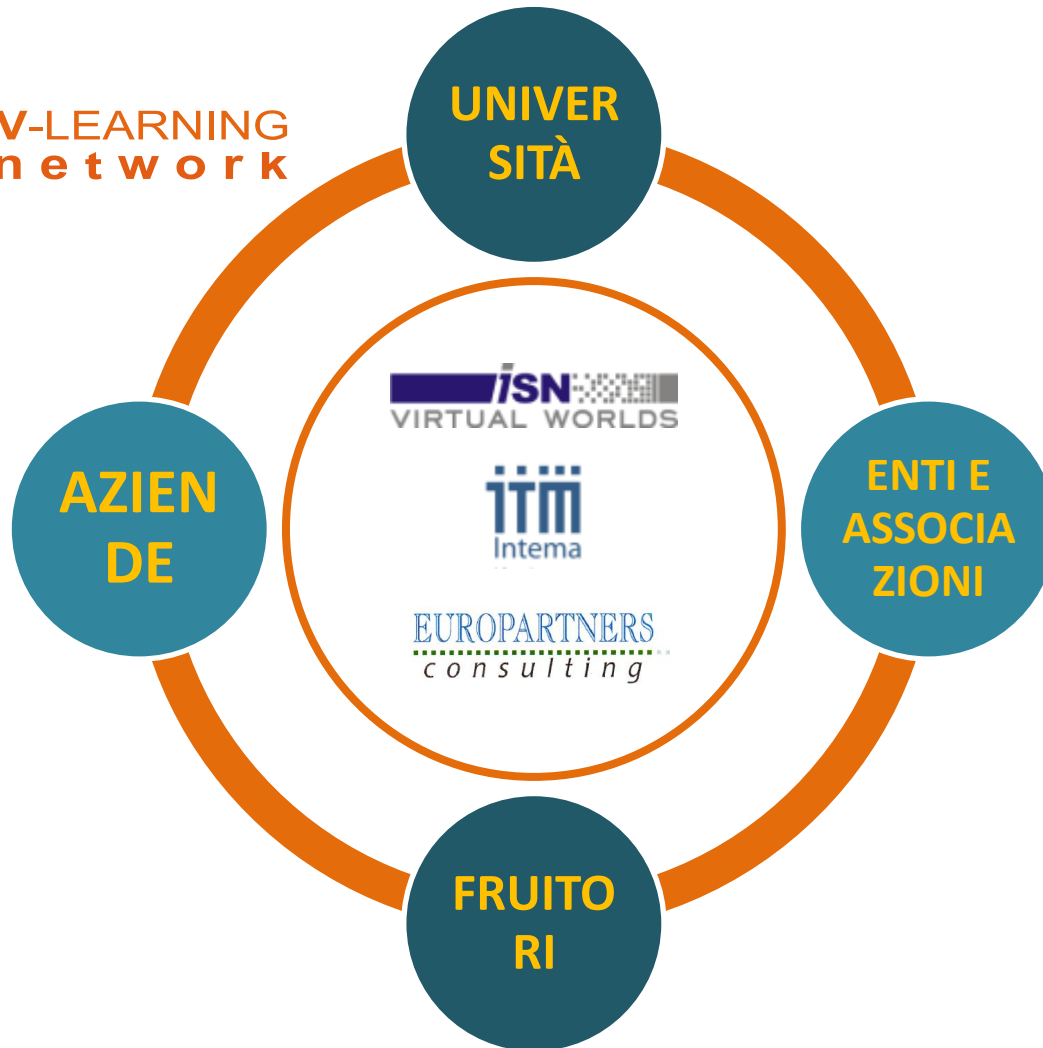 UNIVER
SITÀ
V-LEARNING
network
iSN
VIRTUAL WORLDS
AZIEN
DE
ENTI E
ASSOCIA
ZIONI
iTM
Intema
EUROPARTNERS
consulting
FRUITO
RI